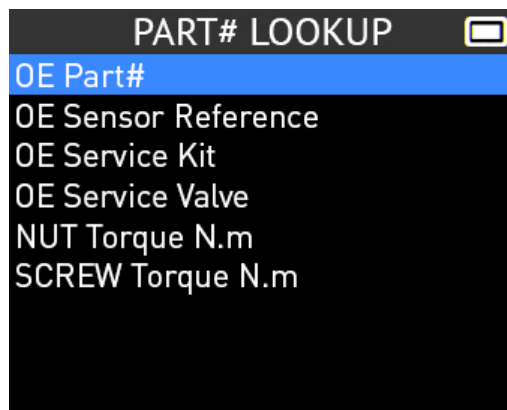 PART# LOOKUP
OE Part#
OE Sensor Reference
OE Service Kit
OE Service Valve
NUT Torque N.m
SCREW Torque N.m